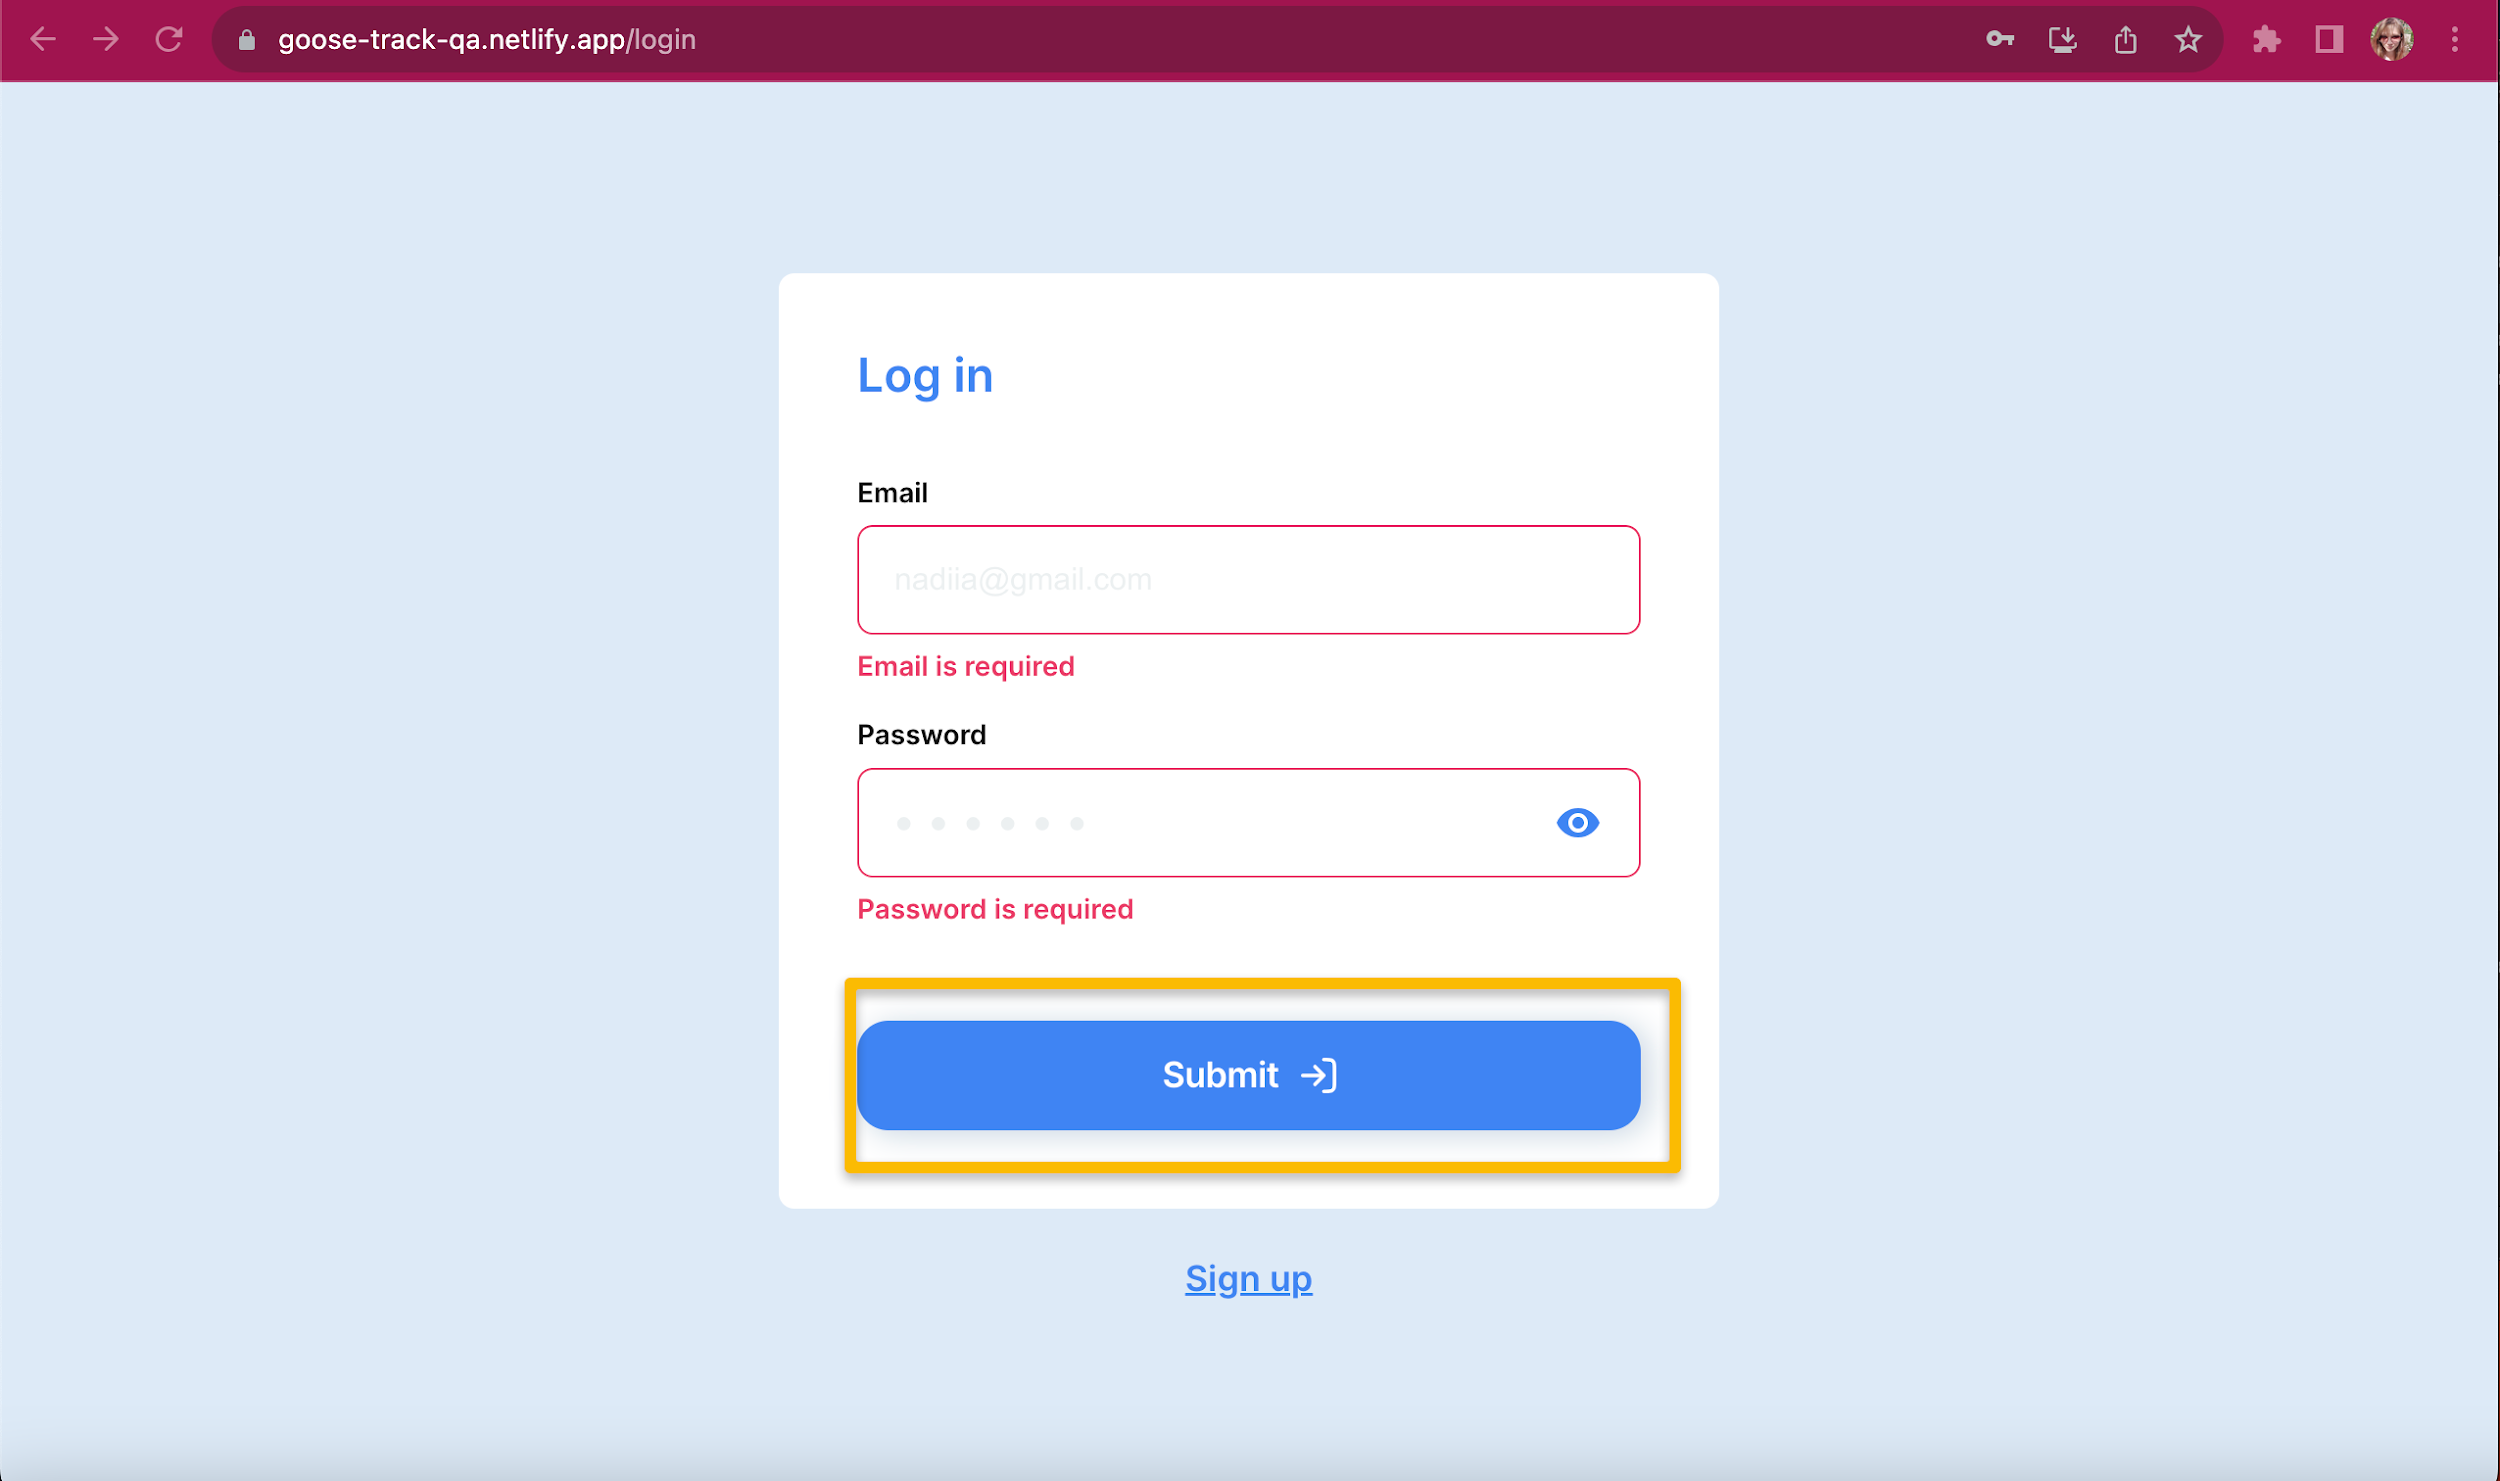 goose-track-qa.netlify.app/login
Log in
Email
nadiia@gmail.com
Email is required
Password
Password is required
Submit
Sign up